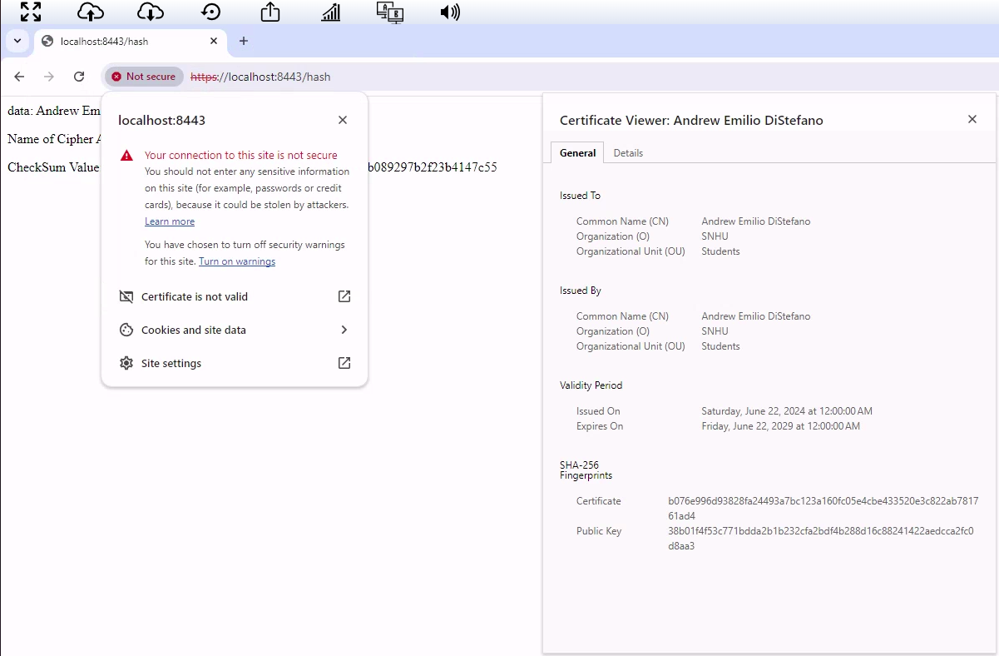 localhost:8443/hash
Not secure
https://localhost:8443/hash
data: Andrew Em
Name of Cipher A
CheckSum Value
b089297b2f23b4147c55
localhost:8443
Your connection to this site is not secure
You should not enter any sensitive information
on this site (for example, passwords or credit
cards), because it could be stolen by attackers.
Learn more
You have chosen to turn off security warnings
for this site. Turn on warnings
Certificate is not valid
Cookies and site data
Site settings
Certificate Viewer: Andrew Emilio DiStefano
General Details
Issued To
Common Name (CN) Andrew Emilio DiStefano
Organization (O) SNHU
Organizational Unit (OU) Students
Issued By
Common Name (CN) Andrew Emilio DiStefano
Organization (O) SNHU
Organizational Unit (OU) Students
Validity Period
Issued On Saturday, June 22, 2024 at 12:00:00 AM
Expires On Friday, June 22, 2029 at 12:00:00 AM
SHA-256
Fingerprints
Certificate b076e996d93828fa24493a7bc123a160fc05e4cbe433520e3c822ab7817
61ad4
Public Key 38b01f4f53c771bdda2b1b232cfa2bdf4b288d16c88241422aedcca2fc0
d8aa3